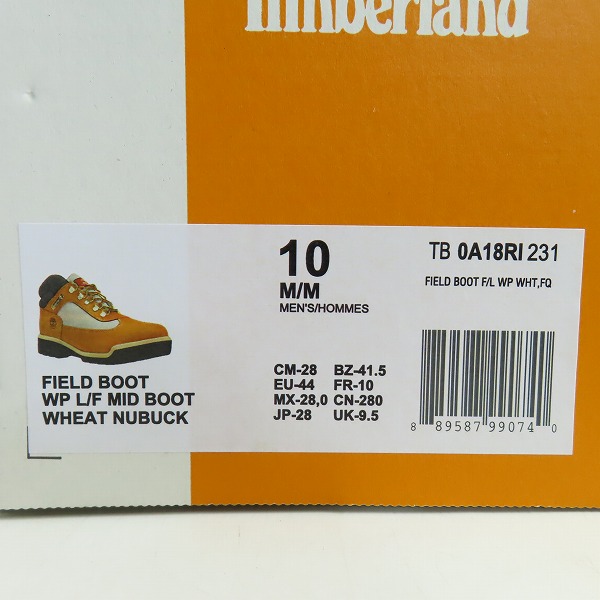 Timberland
10
M/M
MEN'S/HOMMES
TB 0A18RI 231
FIELD BOOT F/L WP WHT,FQ
FIELD BOOT
WP L/F MID BOOT
WHEAT NUBUCK
CM-28 BZ-41.5
EU-44 FR-10
MX-28,0 CN-280
JP-28 UK-9.5
8 89587 99074 0